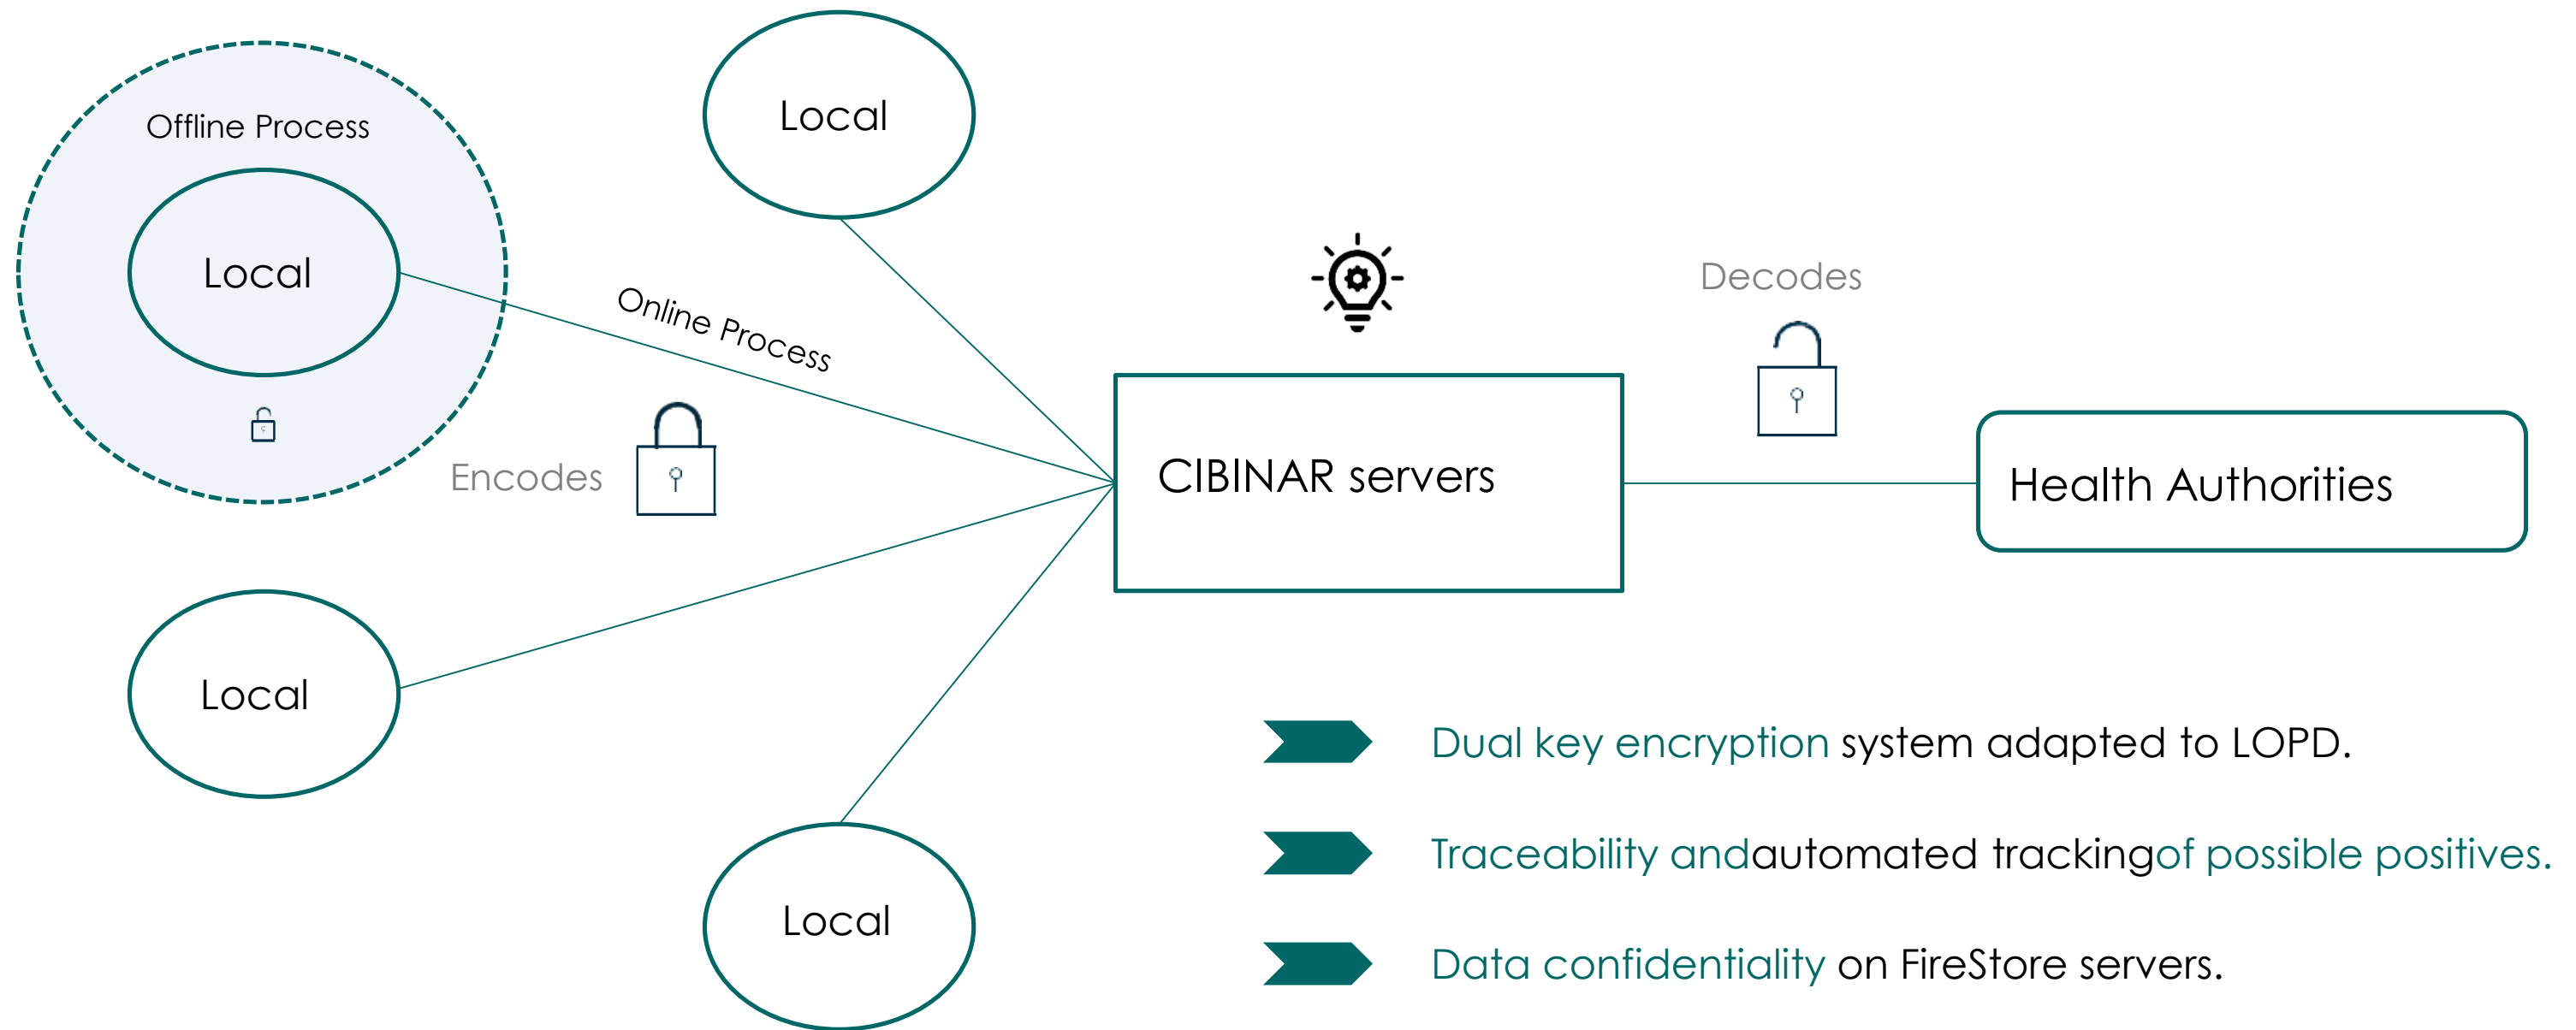 Local
Offline Process
Local
Online Process
Decodes
Encodes
CIBINAR servers
Health Authorities
Local
Dual key encryption system adapted to LOPD.
Traceability andautomated trackingof possible positives.
Local
Data confidentiality on FireStore servers.